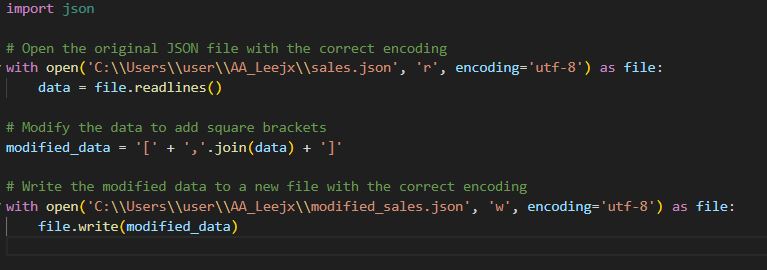 import json
# Open the original JSON file with the correct encoding
with open('C:\\Users\\user\\AA_Leejx\\sales.json', 'r', encoding='utf-8') as file:
    data = file.readlines()
# Modify the data to add square brackets
modified_data = '[' + ','.join(data) + ']'
# Write the modified data to a new file with the correct encoding
with open('C:\\Users\\user\\AA_Leejx\\modified_sales.json', 'w', encoding='utf-8') as file:
    file.write(modified_data)